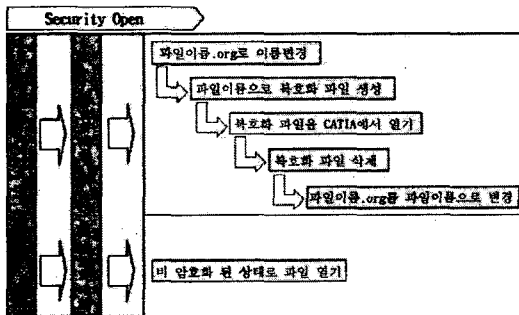 Security Open
파일이름.org로 이름변경
파일이름으로 복호화 파일 생성
복호화 파일을 CATIA에서 열기
복호화 파일 삭제
파일이름.org를 파일이름으로 변경
비 암호화 된 상태로 파일 열기